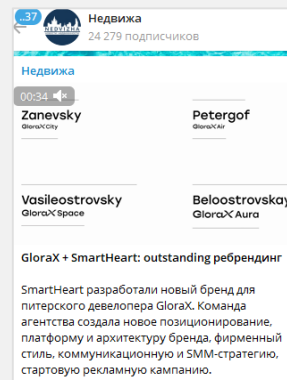 ..37
Недвижа
24 279 подписчиков
Недвижа
00:34
Zanevsky
GloraX City
Petergof
GloraX Air
Vasileostrovsky
GloraX Space
Beloostrovskay
GloraX Aura
GloraX + SmartHeart: outstanding ребрендинг
SmartHeart разработали новый бренд для
питерского девелопера GloraX. Команда
агентства создала новое позиционирование,
платформу и архитектуру бренда, фирменный
стиль, коммуникационную и SMM-стратегию,
стартовую рекламную кампанию.